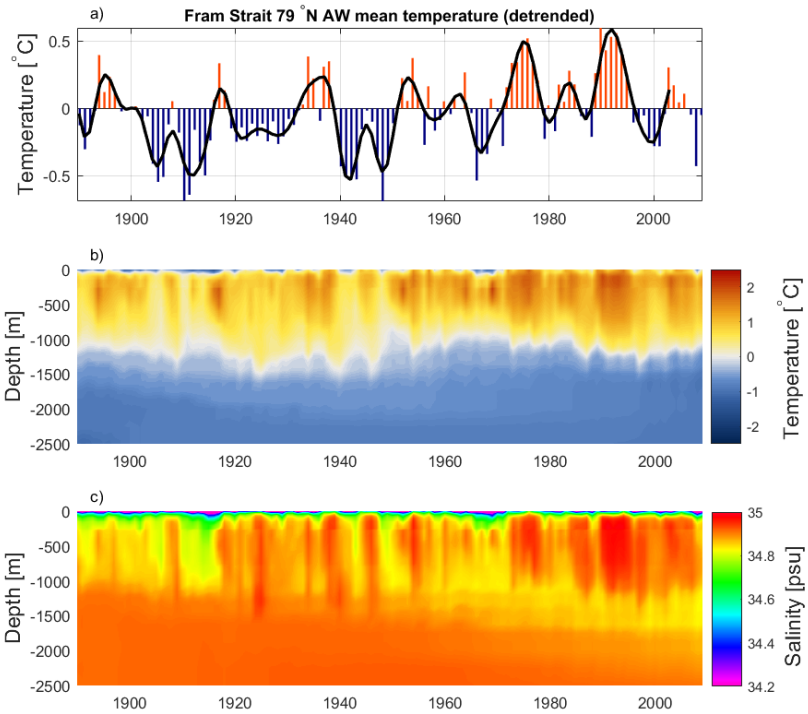 a)
Fram Strait 79 °N AW mean temperature (detrended)
Temperature [°C]
0.5
0
-0.5
1900 1920 1940 1960 1980 2000
b)
Depth [m]
0
-500
-1000
-1500
-2000
-2500
1900 1920 1940 1960 1980 2000
2
1
0
-1
-2
Temperature [°C]
c)
Depth [m]
0
-500
-1000
-1500
-2000
-2500
1900 1920 1940 1960 1980 2000
35
34.8
34.6
34.4
34.2
Salinity [psu]